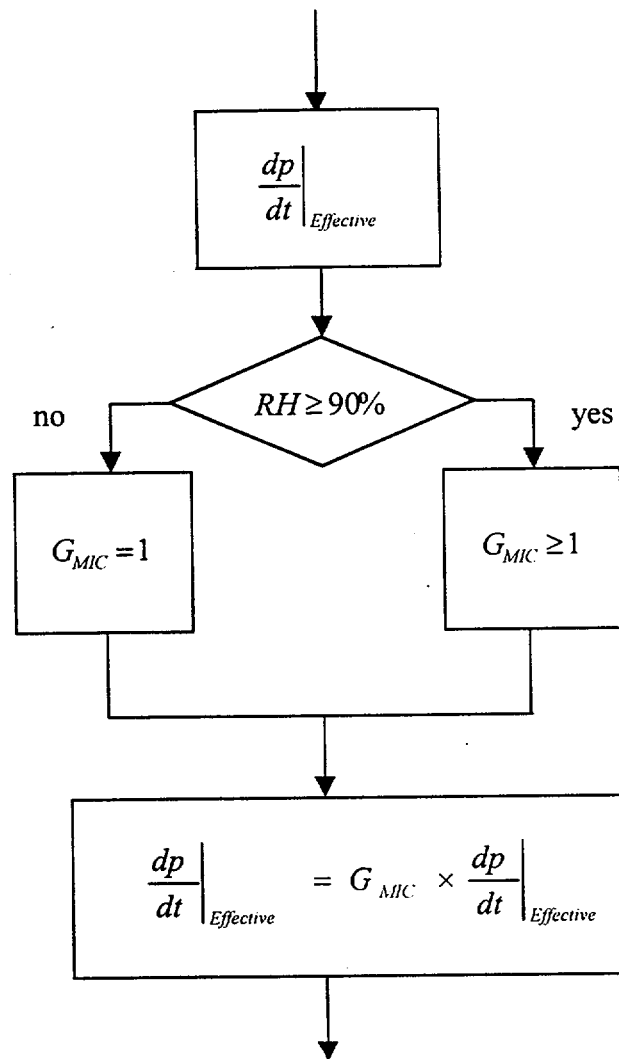 dp/dt|Effective
RH ≥ 90%
no
yes
G_MIC = 1
G_MIC ≥ 1
dp/dt|Effective = G_MIC × dp/dt|Effective